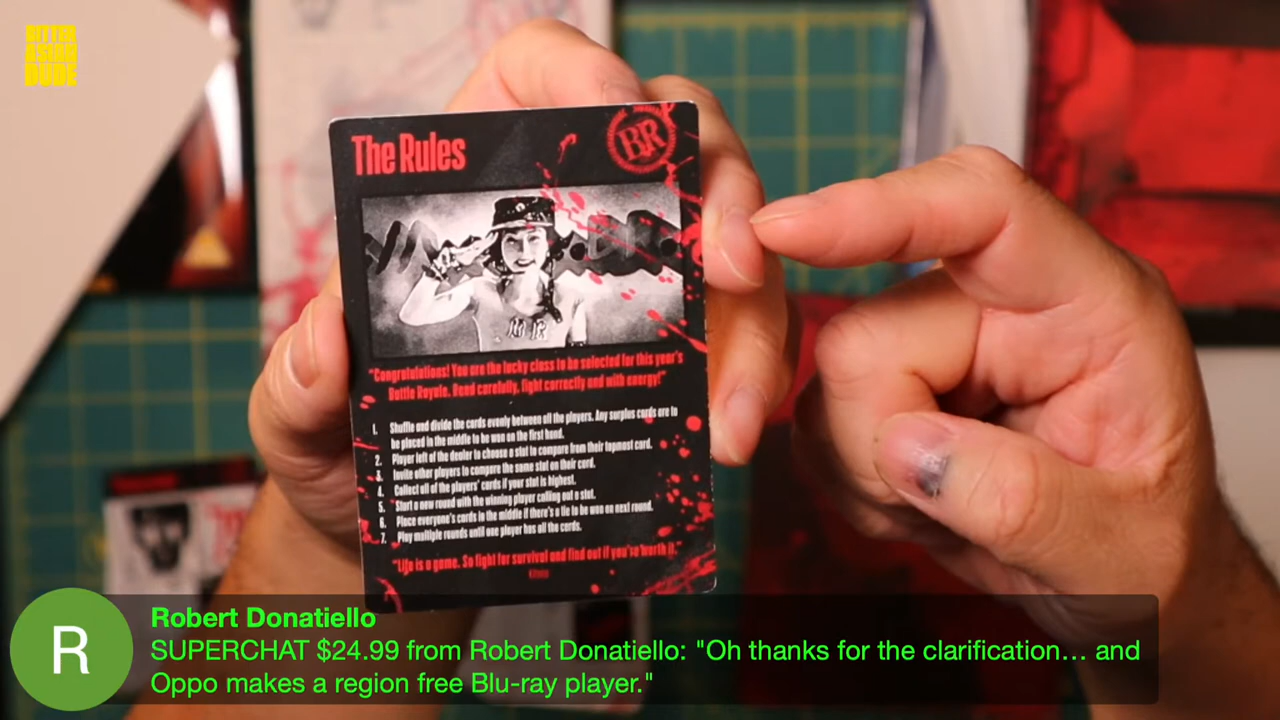 BITTER
ASIAN
DUDE
The Rules
BR
"Congratulations! You are the lucky class to be selected for this year's
Battle Royale. Read carefully, fight correctly and with energy!"
1. Shuffle and divide the cards evenly between all the players. Any surplus cards are to
be placed in the middle to be won on the first hand.
2. Player left of the dealer to choose a stat to compare from their topmost card.
3. Invite other players to compare the same stat on their card.
4. Collect all of the players' cards if your stat is highest.
5. Start a new round with the winning player calling out a stat.
6. Place everyone's cards in the middle if there's a tie to be won on next round.
7. Play multiple rounds until one player has all the cards.
"Life is a game. So fight for survival and find out if you're worth it."
Kitano
R
Robert Donatiello
SUPERCHAT $24.99 from Robert Donatiello: "Oh thanks for the clarification… and
Oppo makes a region free Blu-ray player."